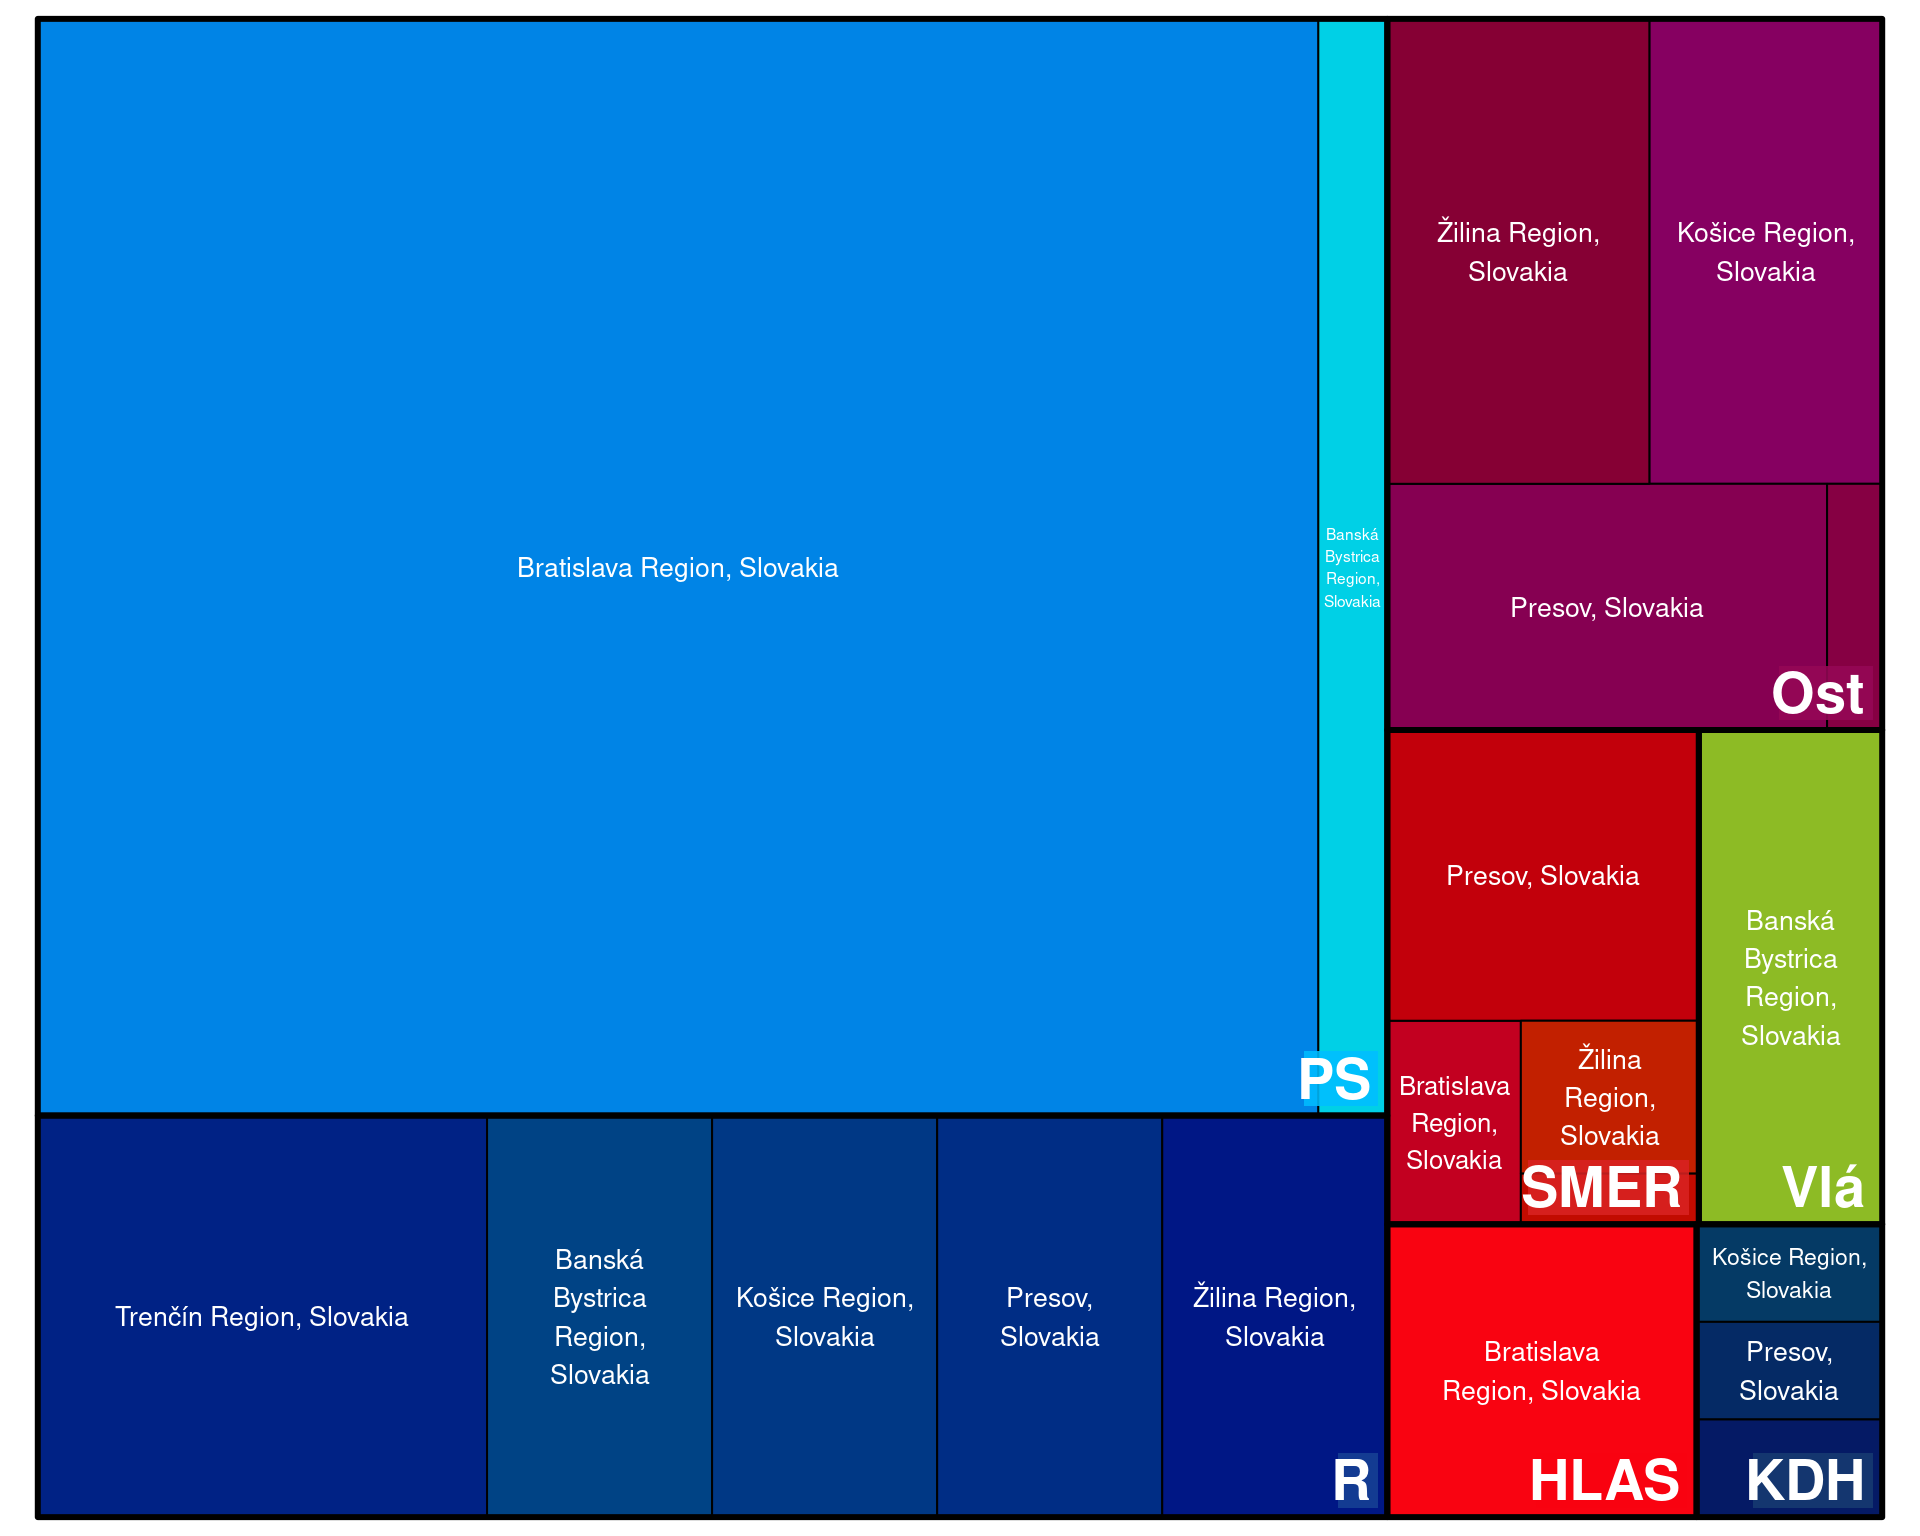 Bratislava Region, Slovakia
Banská
Bystrica
Region,
Slovakia
PS
Trenčín Region, Slovakia
Banská
Bystrica
Region,
Slovakia
Košice Region,
Slovakia
Presov,
Slovakia
Žilina Region,
Slovakia
R
Žilina Region,
Slovakia
Košice Region,
Slovakia
Presov, Slovakia
Ost
Presov, Slovakia
Bratislava
Region,
Slovakia
Žilina
Region,
Slovakia
SMER
Banská
Bystrica
Region,
Slovakia
Vlá
Bratislava
Region, Slovakia
HLAS
Košice Region,
Slovakia
Presov,
Slovakia
KDH